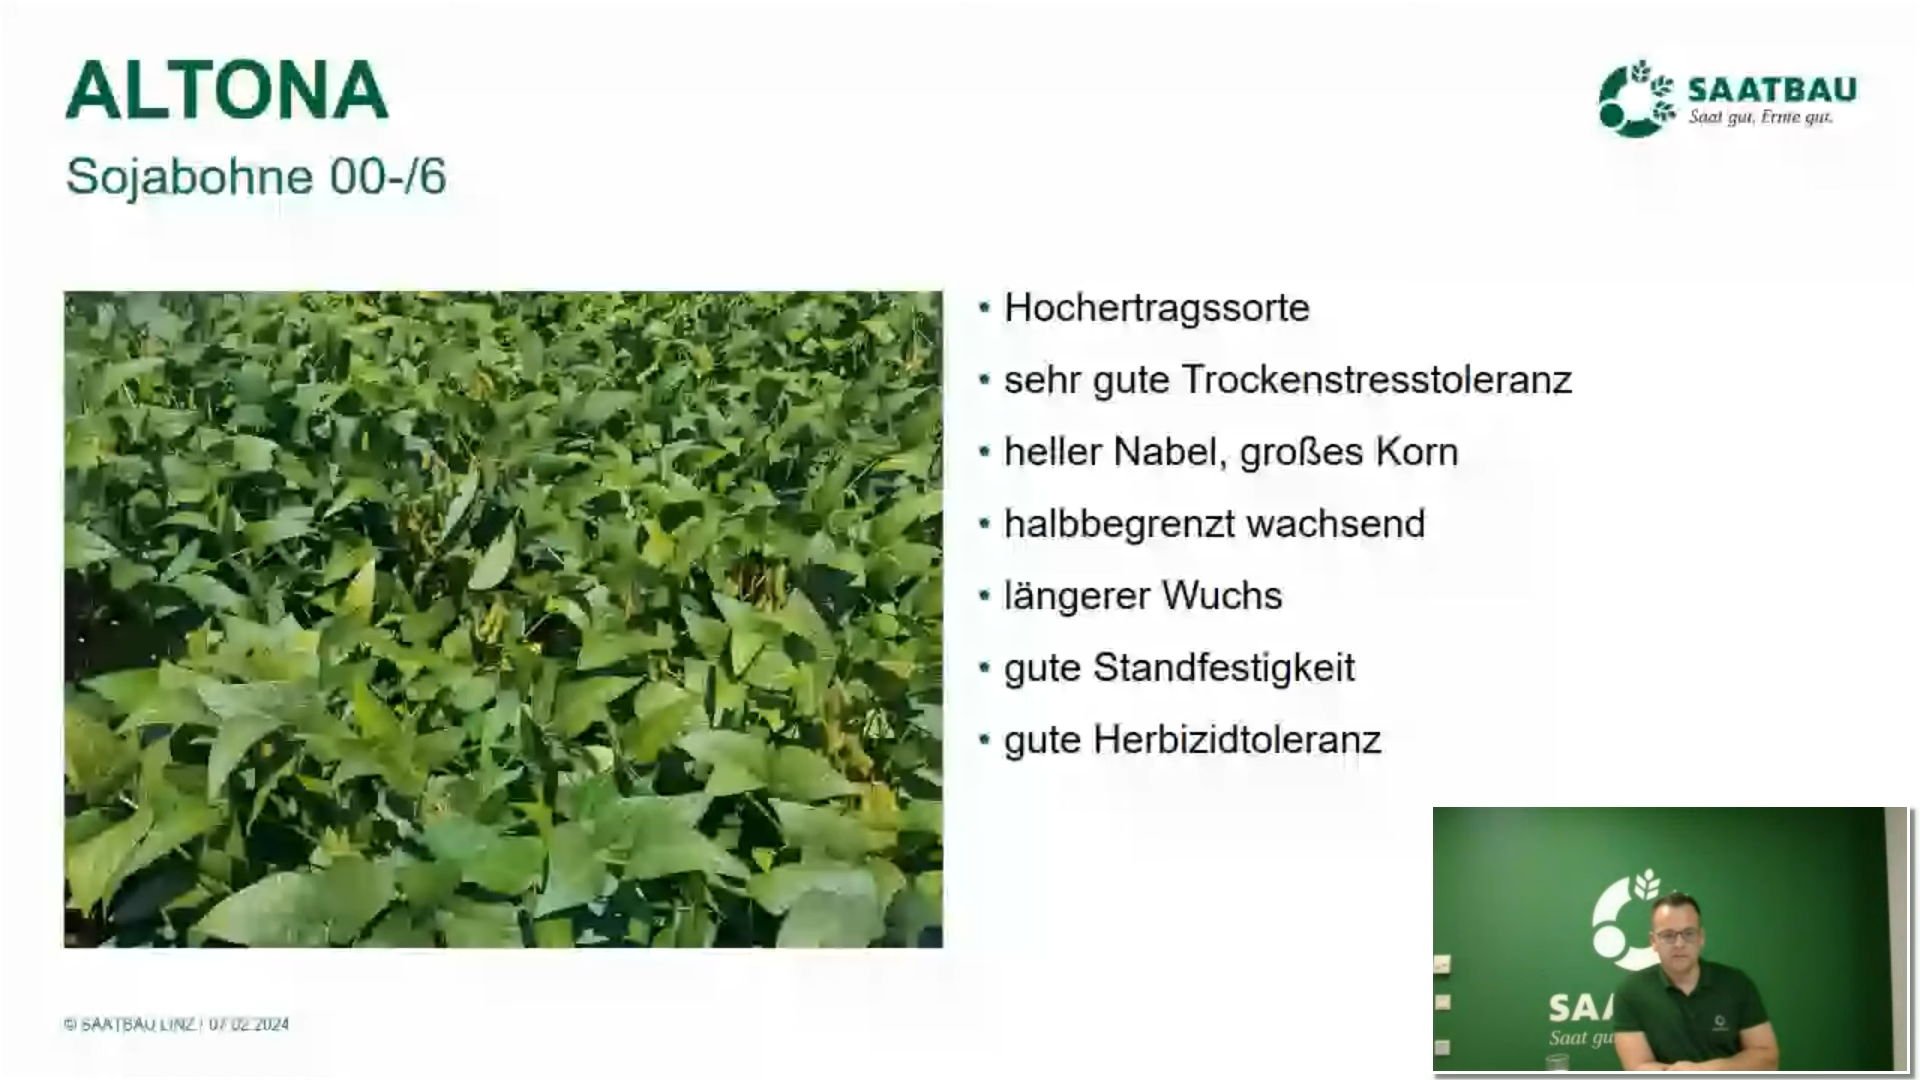 ALTONA
Sojabohne 00-/6
SAATBAU
Saat gut, Ernte gut.
• Hochertragssorte
• sehr gute Trockenstresstoleranz
• heller Nabel, großes Korn
• halbbegrenzt wachsend
• längerer Wuchs
• gute Standfestigkeit
• gute Herbizidtoleranz
SAA
Saat gu
© SAATBAU LINZ / 07.02.2024